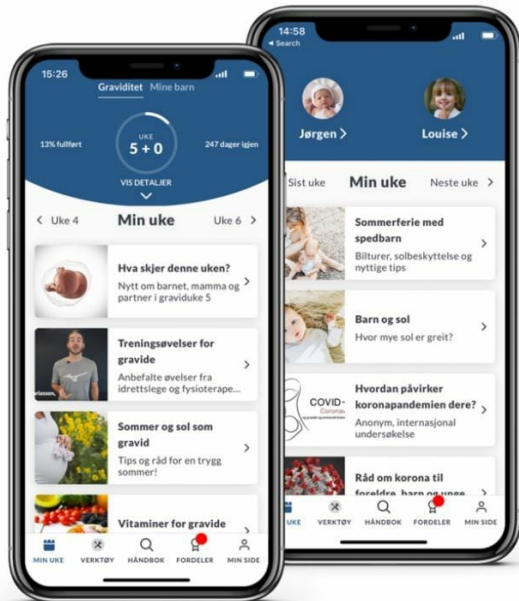 15:26
Graviditet Mine barn
13% fullført
UKE
5 + 0
247 dager igjen
VIS DETALJER
Uke 4
Min uke
Uke 6
Hva skjer denne uken?
Nytt om barnet, mamma og
partner i graviduke 5
Treningsøvelser for
gravide
Anbefalte øvelser fra
idrettslege og fysioterape...
Sommer og sol som
gravid
Tips og råd for en trygg
sommer!
Vitaminer for gravide
MIN UKE
VERKTØY
HÅNDBOK
FORDELER
MIN SIDE
14:58
Search
Jørgen
Louise
Sist uke
Min uke
Neste uke
Sommerferie med
spedbarn
Bilturer, solbeskyttelse og
nyttige tips
Barn og sol
Hvor mye sol er greit?
COVID-
Hvordan påvirker
koronapandemien dere?
Anonym, internasjonal
undersøkelse
Råd om korona til
foreldre, barn og unge
UKE
VERKTØY
HÅNDBOK
FORDELER
MIN SIDE